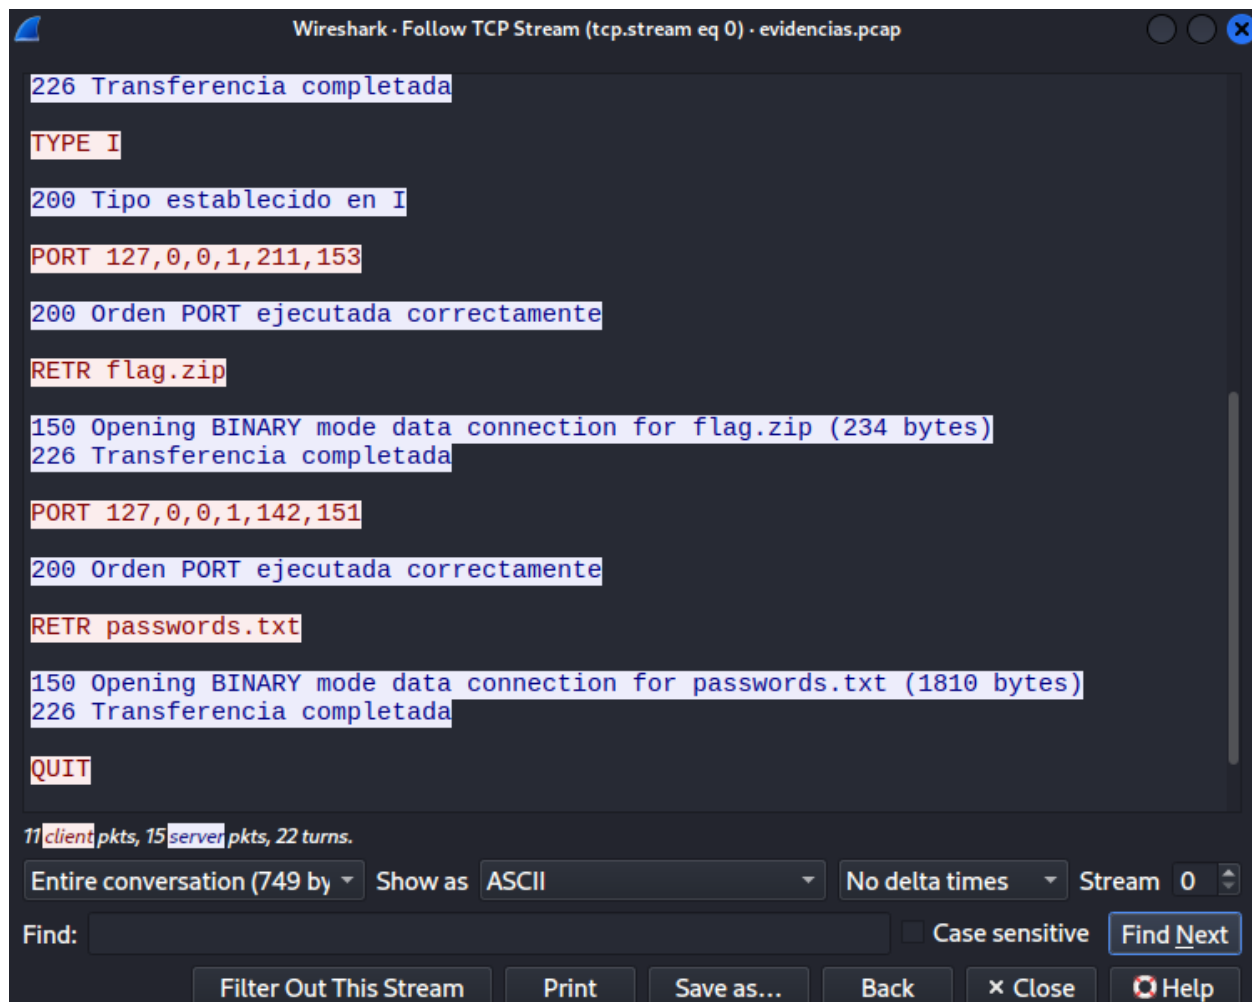 Wireshark · Follow TCP Stream (tcp.stream eq 0) · evidencias.pcap
226 Transferencia completada
TYPE I
200 Tipo establecido en I
PORT 127,0,0,1,211,153
200 Orden PORT ejecutada correctamente
RETR flag.zip
150 Opening BINARY mode data connection for flag.zip (234 bytes)
226 Transferencia completada
PORT 127,0,0,1,142,151
200 Orden PORT ejecutada correctamente
RETR passwords.txt
150 Opening BINARY mode data connection for passwords.txt (1810 bytes)
226 Transferencia completada
QUIT
11 client pkts, 15 server pkts, 22 turns.
Entire conversation (749 by Show as ASCII No delta times Stream 0
Find: Case sensitive Find Next
Filter Out This Stream Print Save as... Back × Close Help